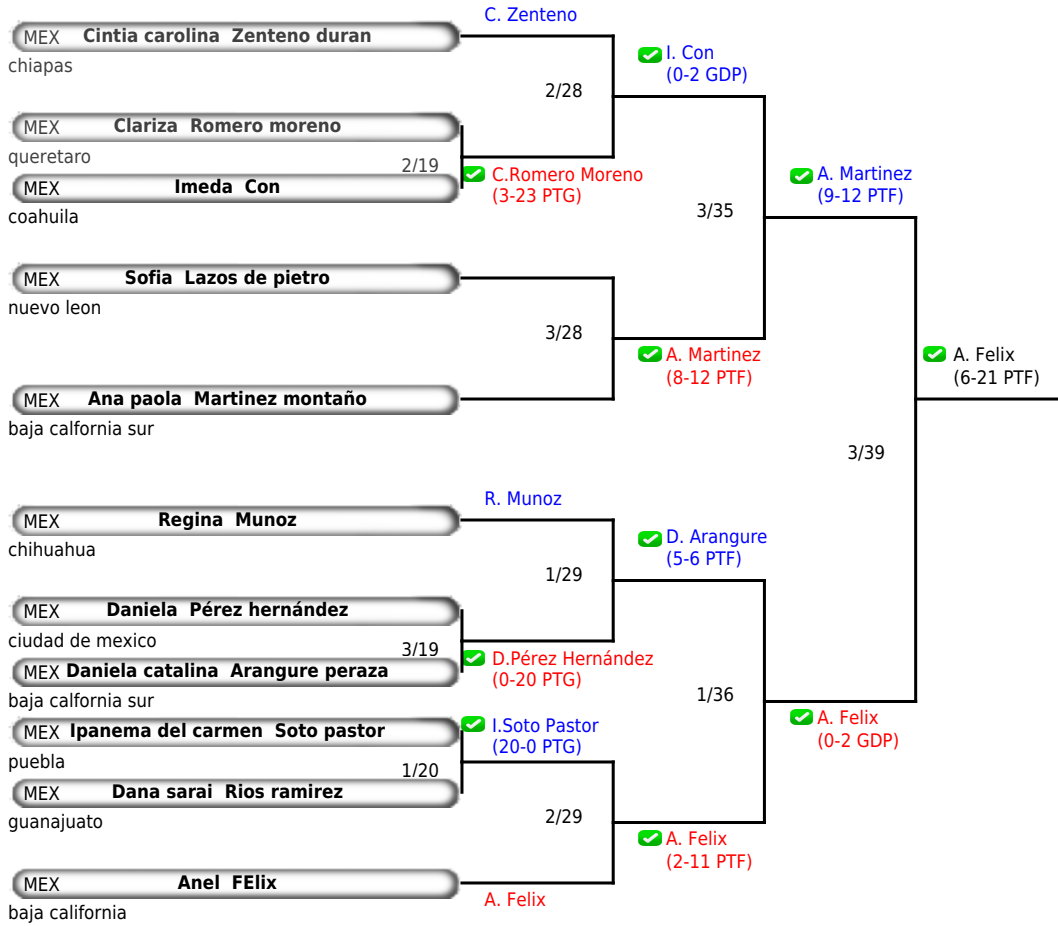 C. Zenteno
MEX Cintia carolina Zenteno duran
chiapas
I. Con
(0-2 GDP)
2/28
MEX Clariza Romero moreno
queretaro
2/19
C.Romero Moreno
(3-23 PTG)
MEX Imeda Con
coahuila
A. Martinez
(9-12 PTF)
3/35
MEX Sofia Lazos de pietro
nuevo leon
3/28
A. Martinez
(8-12 PTF)
A. Felix
(6-21 PTF)
MEX Ana paola Martinez montaño
baja calfornia sur
3/39
R. Munoz
MEX Regina Munoz
chihuahua
D. Arangure
(5-6 PTF)
1/29
MEX Daniela Pérez hernández
ciudad de mexico
3/19
D.Pérez Hernández
(0-20 PTG)
MEX Daniela catalina Arangure peraza
baja calfornia sur
1/36
A. Felix
(0-2 GDP)
MEX Ipanema del carmen Soto pastor
puebla
I.Soto Pastor
(20-0 PTG)
1/20
MEX Dana sarai Rios ramirez
guanajuato
2/29
A. Felix
(2-11 PTF)
MEX Anel FElix
baja california
A. Felix